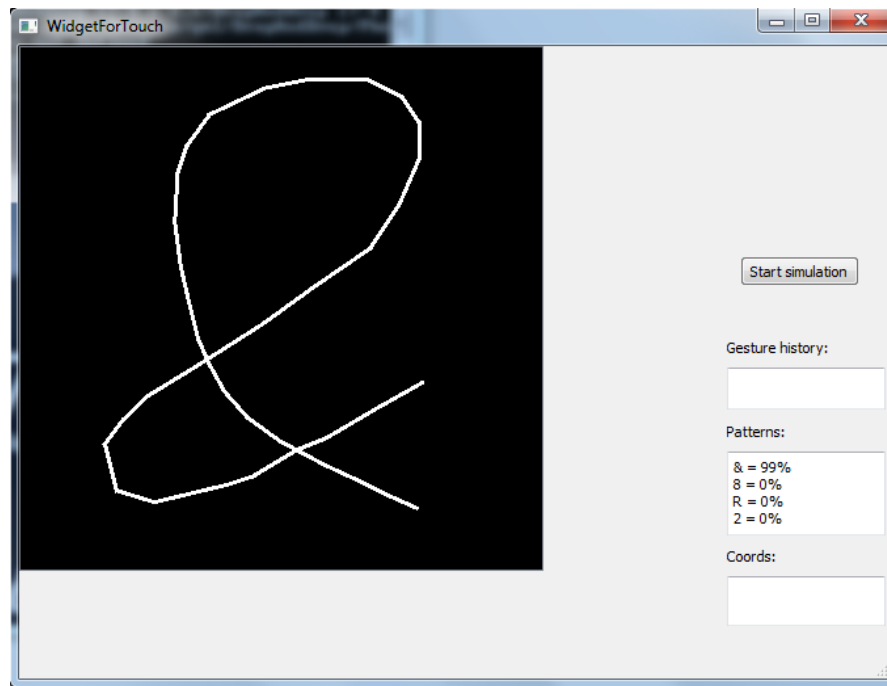 WidgetForTouch
&
Start simulation
Gesture history:
Patterns:
& = 99%
8 = 0%
R = 0%
2 = 0%
Coords: